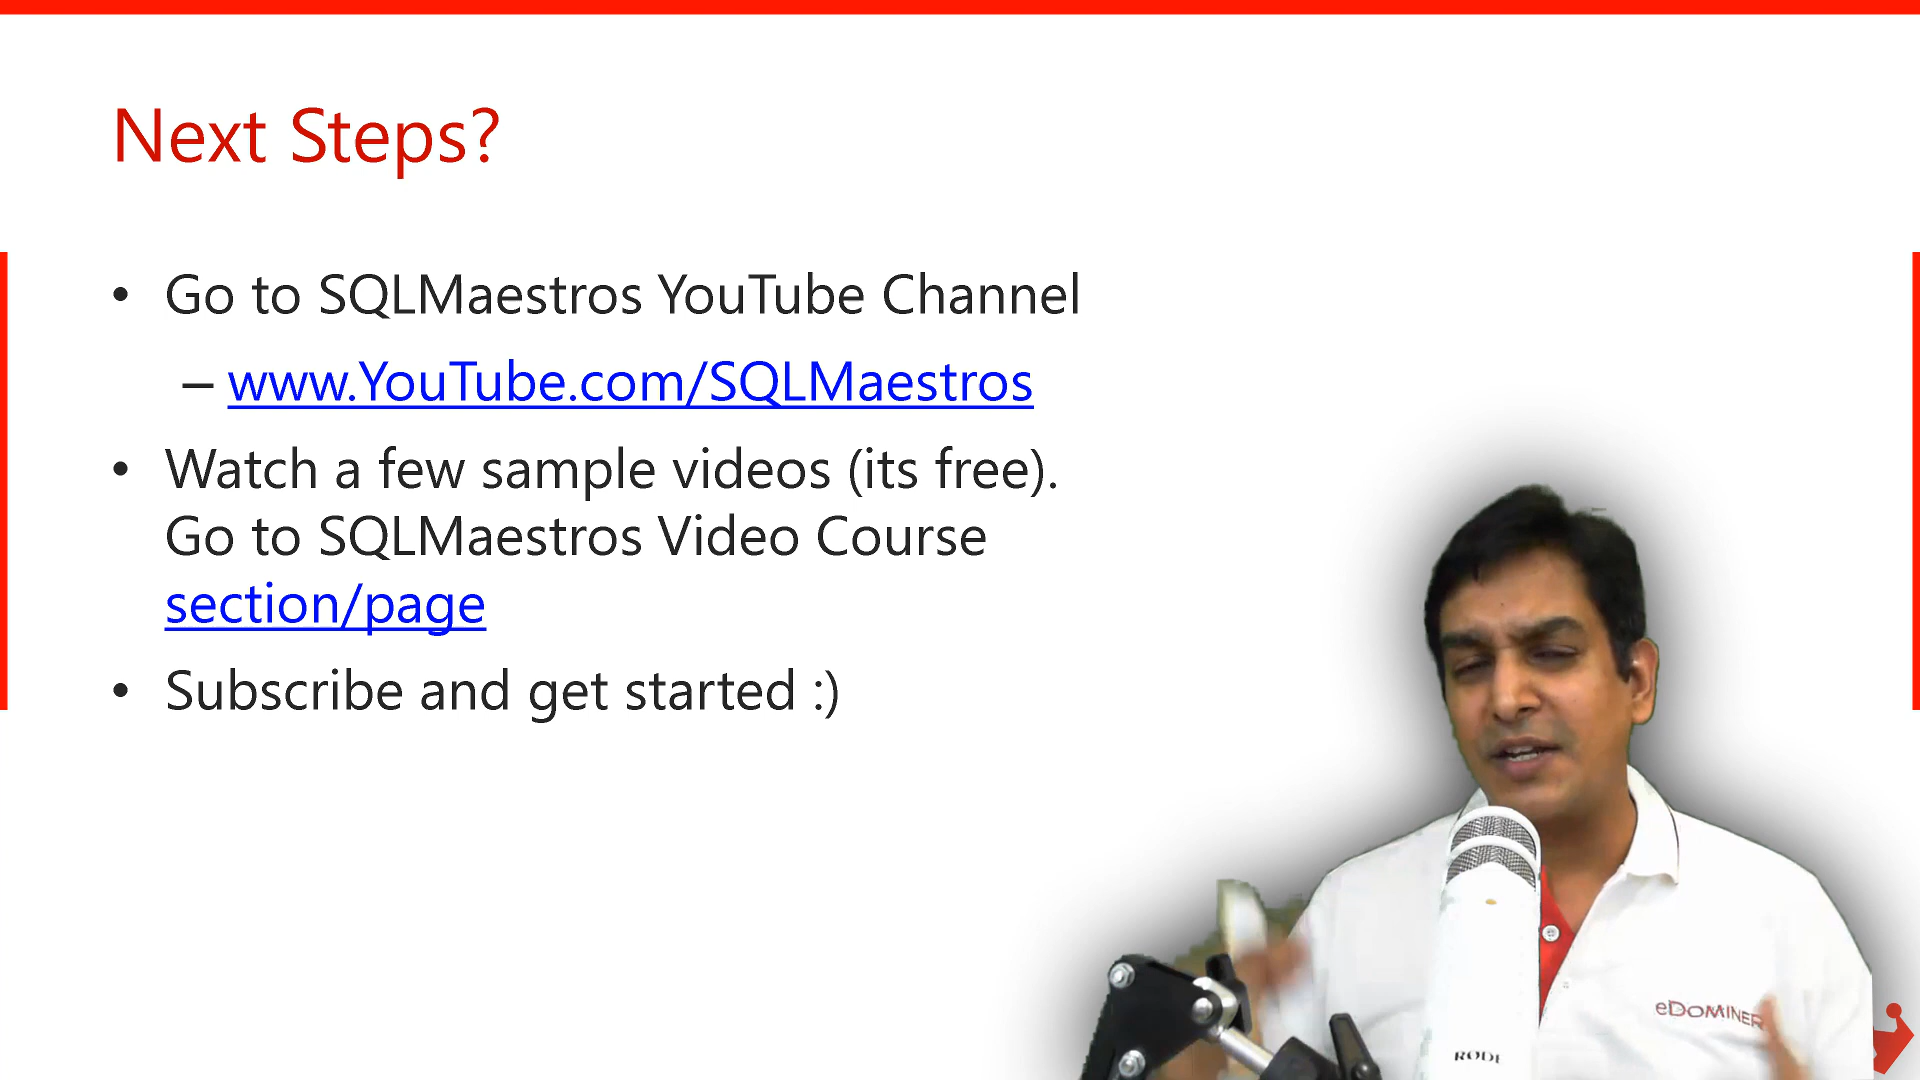 Next Steps?
• Go to SQLMaestros YouTube Channel
– www.YouTube.com/SQLMaestros
• Watch a few sample videos (its free).
Go to SQLMaestros Video Course
section/page
• Subscribe and get started :)
eDOMINER
RODE